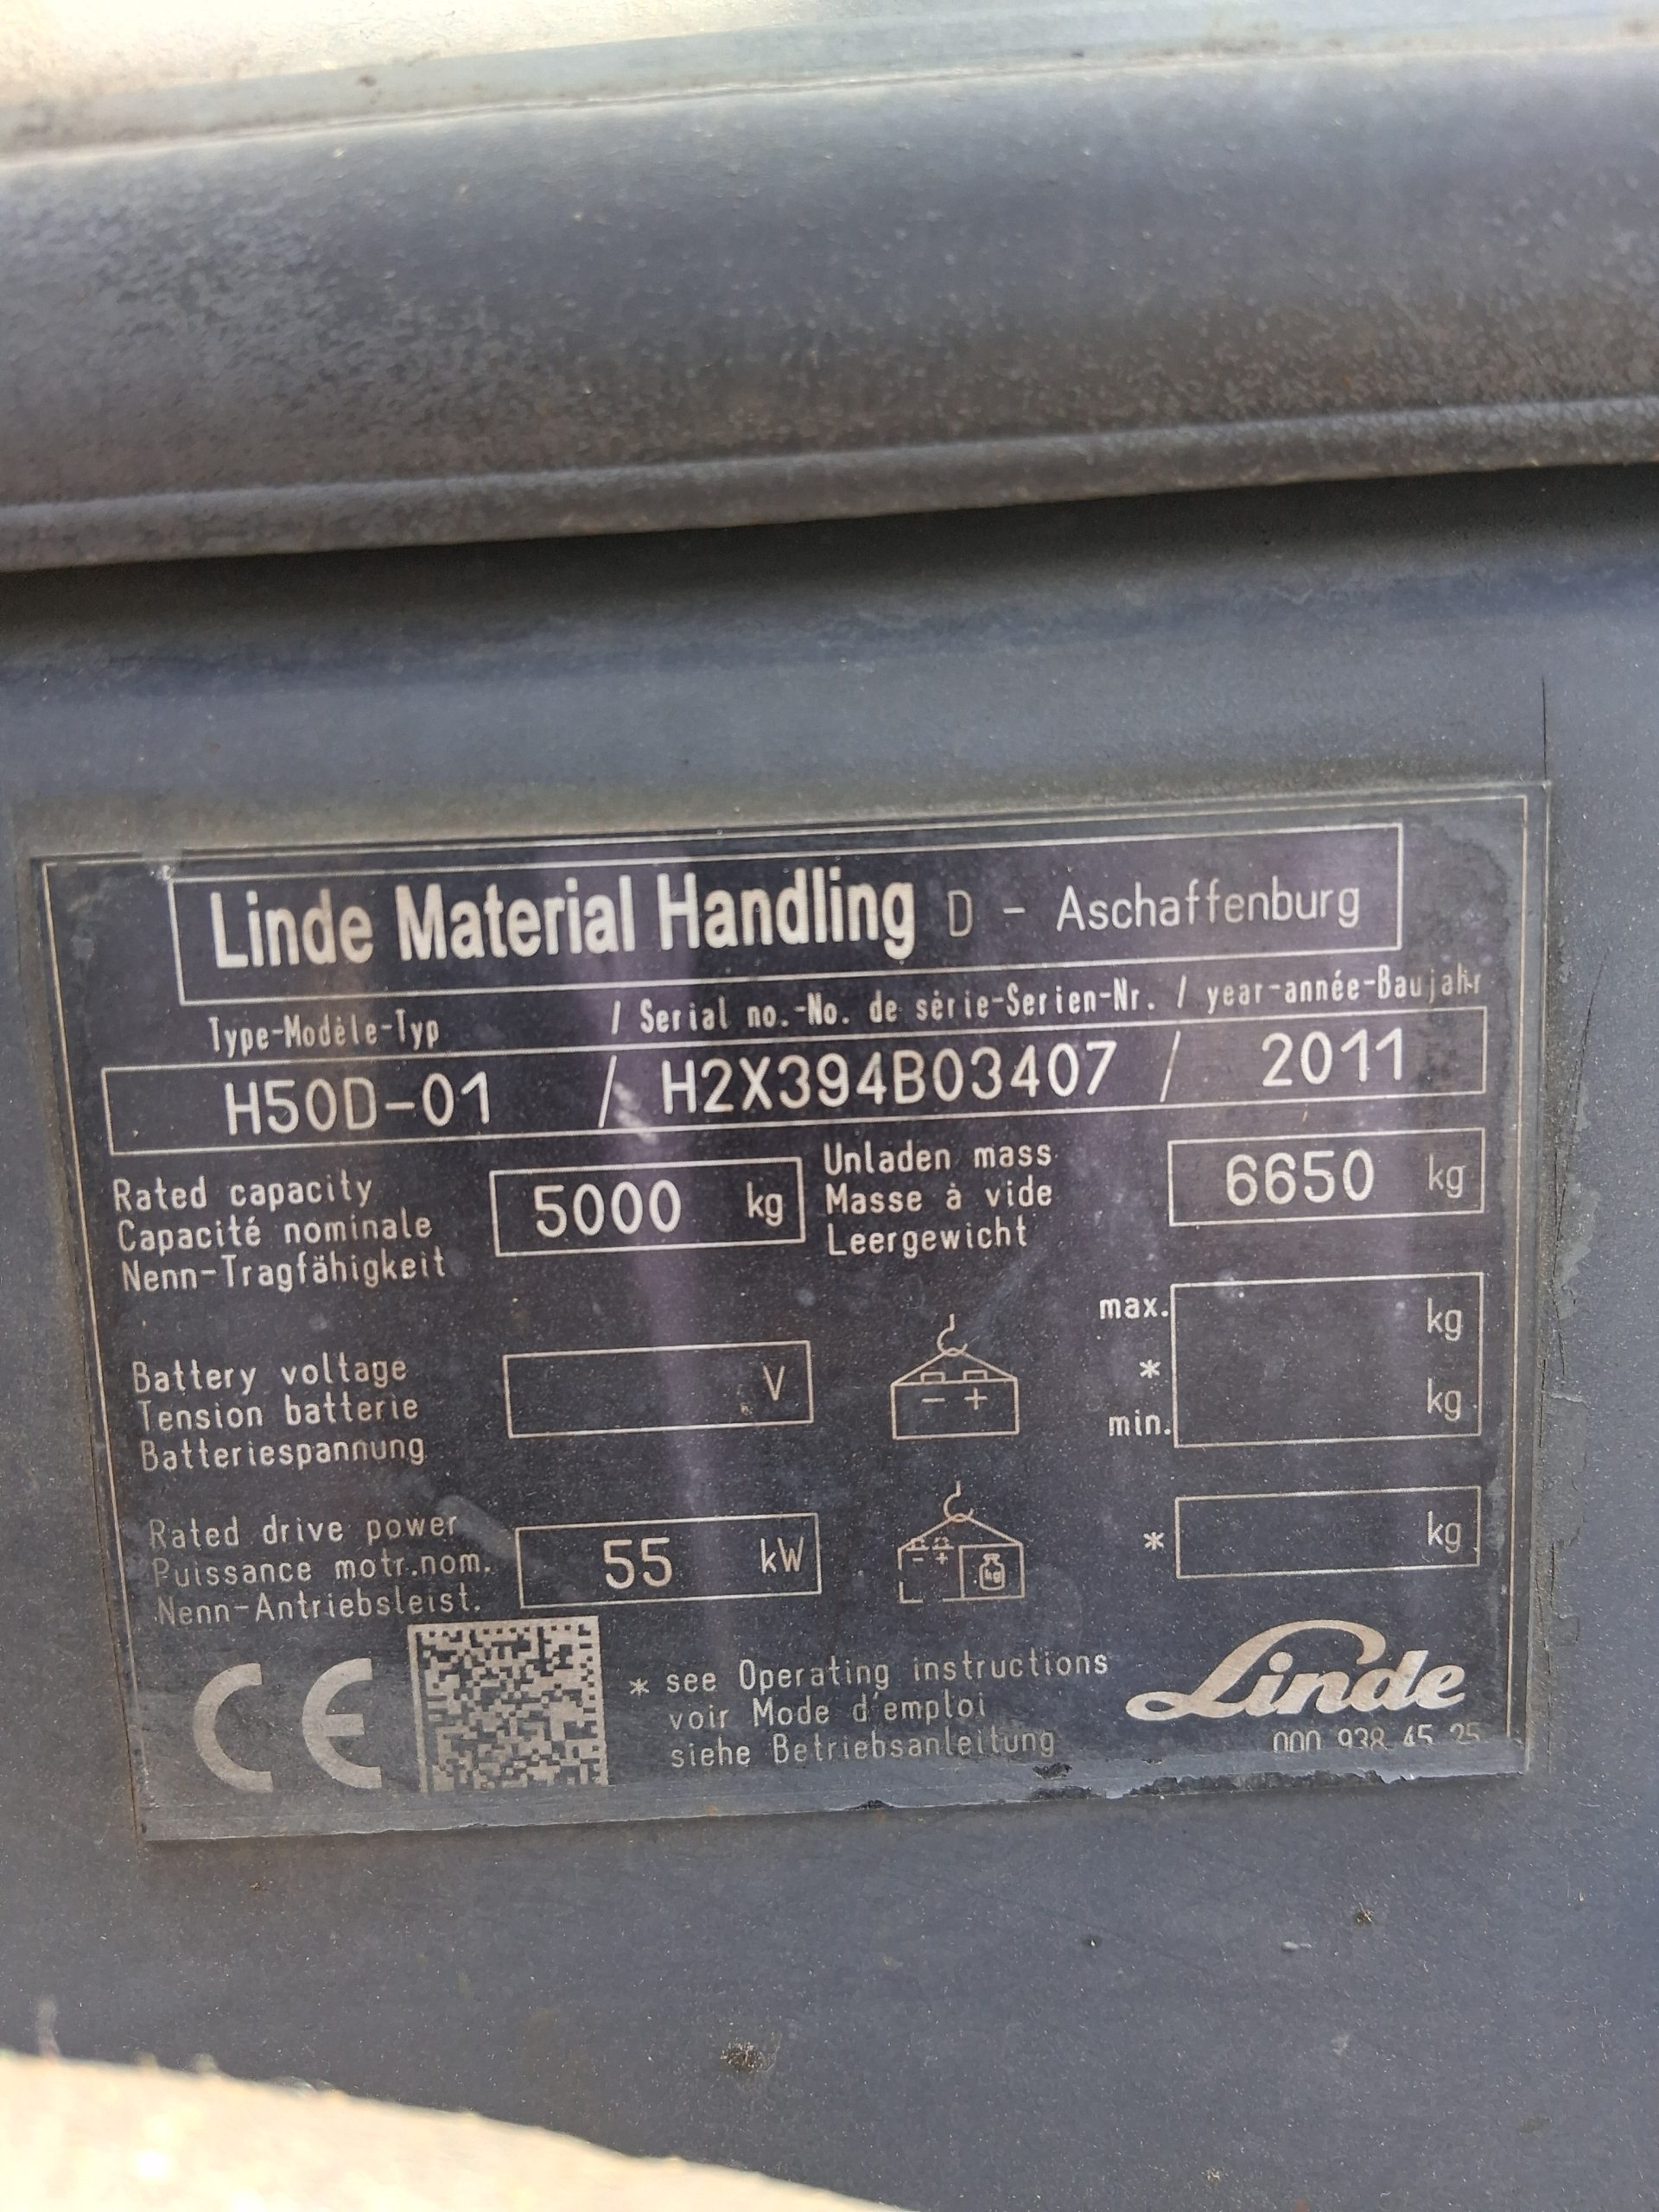 Linde Material Handling D - Aschaffenburg
Type-Modèle-Typ / Serial no.-No. de série-Serien-Nr. / year-année-Baujahr
H50D-01 / H2X394B03407 / 2011
Rated capacity
Capacité nominale
Nenn-Tragfähigkeit
5000 kg
Unladen mass
Masse à vide
Leergewicht
6650 kg
Battery voltage
Tension batterie
Batteriespannung
V
- +
max.
*
min.
kg
kg
Rated drive power
Puissance motr.nom.
Nenn-Antriebsleist.
55 kW
- +
kg
* kg
CE
* see Operating instructions
voir Mode d'emploi
siehe Betriebsanleitung
Linde
000 938 45 25